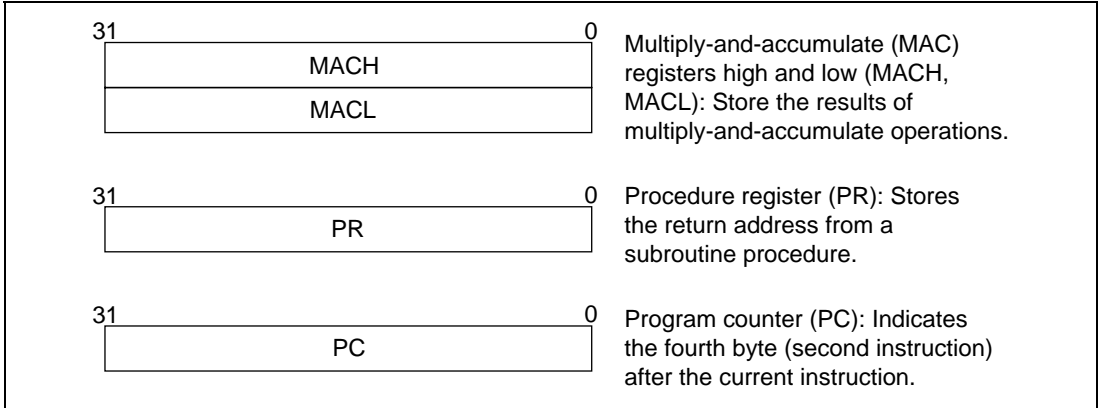 31 0
MACH
MACL
Multiply-and-accumulate (MAC)
registers high and low (MACH,
MACL): Store the results of
multiply-and-accumulate operations.
31 0
PR
Procedure register (PR): Stores
the return address from a
subroutine procedure.
31 0
PC
Program counter (PC): Indicates
the fourth byte (second instruction)
after the current instruction.